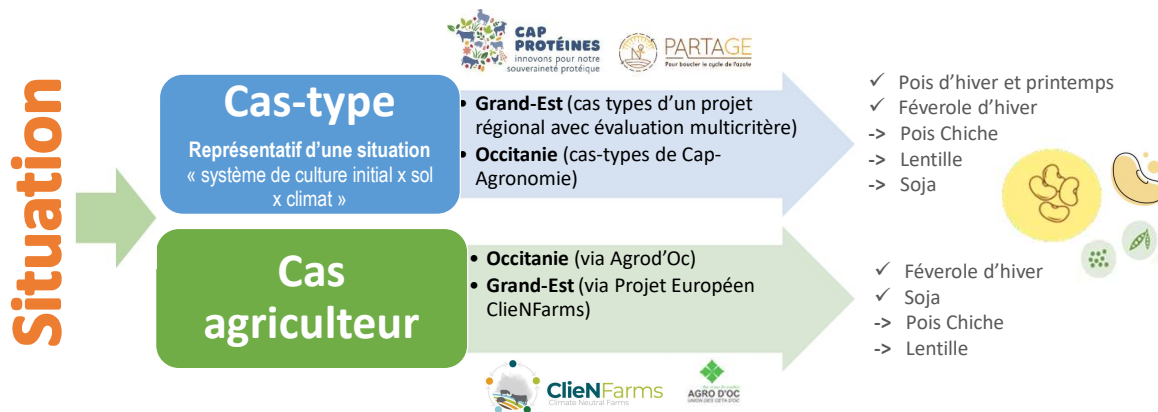 Situation
CAP
PROTÉINES
innovons pour notre
souveraineté protéique
PARTAGE
Pour boucler le cycle de l'azote
Cas-type
Représentatif d'une situation
« système de culture initial x sol
x climat »
• Grand-Est (cas types d'un projet
régional avec évaluation multicritère)
• Occitanie (cas-types de Cap-
Agronomie)
✓ Pois d'hiver et printemps
✓ Féverole d'hiver
-> Pois Chiche
-> Lentille
-> Soja
Cas
agriculteur
• Occitanie (via Agrod'Oc)
• Grand-Est (via Projet Européen
ClieNFarms)
✓ Féverole d'hiver
✓ Soja
-> Pois Chiche
-> Lentille
ClieNFarms
Climate Neutral Farms
AGRO D'OC
UNION DES CETA D'OC